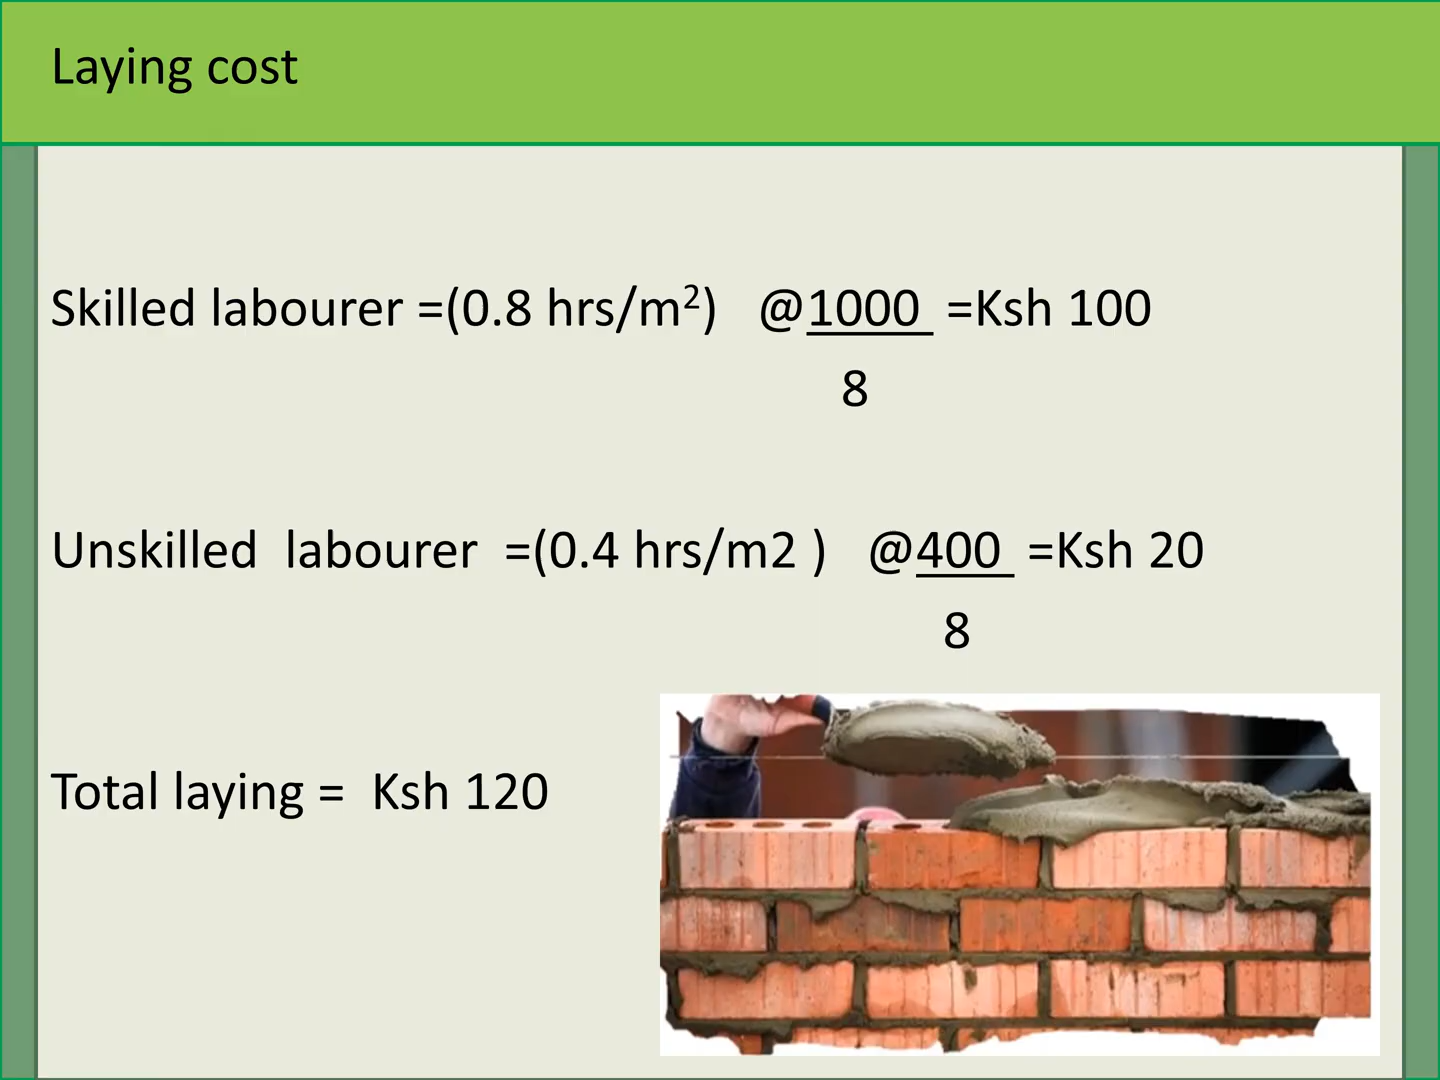 Laying cost
Skilled labourer =(0.8 hrs/m²) @1000 =Ksh 100
8
Unskilled labourer =(0.4 hrs/m2 ) @400 =Ksh 20
8
Total laying = Ksh 120